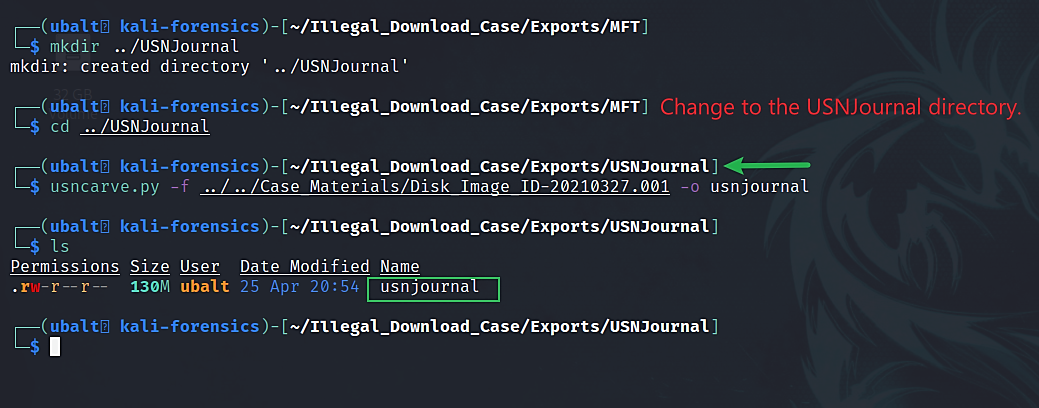 (ubalt kali-forensics)-[~/Illegal_Download_Case/Exports/MFT]
$ mkdir ../USNJournal
mkdir: created directory '../USNJournal'
(ubalt kali-forensics)-[~/Illegal_Download_Case/Exports/MFT] Change to the USNJournal directory.
$ cd ../USNJournal
(ubalt kali-forensics)-[~/Illegal_Download_Case/Exports/USNJournal]
$ usncarve.py -f ../../Case_Materials/Disk_Image_ID-20210327.001 -o usnjournal
(ubalt kali-forensics)-[~/Illegal_Download_Case/Exports/USNJournal]
$ ls
Permissions Size User Date Modified Name
.rw-r--r-- 130M ubalt 25 Apr 20:54 usnjournal
(ubalt kali-forensics)-[~/Illegal_Download_Case/Exports/USNJournal]
$